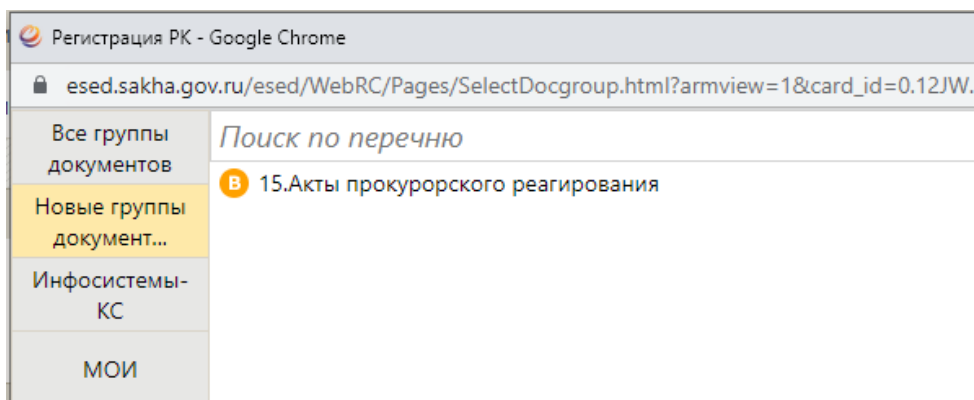 Регистрация РК - Google Chrome
esed.sakha.gov.ru/esed/WebRC/Pages/SelectDocgroup.html?armview=1&card_id=0.12JW.
Все группы
документов
Поиск по перечню
В 15.Акты прокурорского реагирования
Новые группы
документ...
Инфосистемы-
КС
МОИ